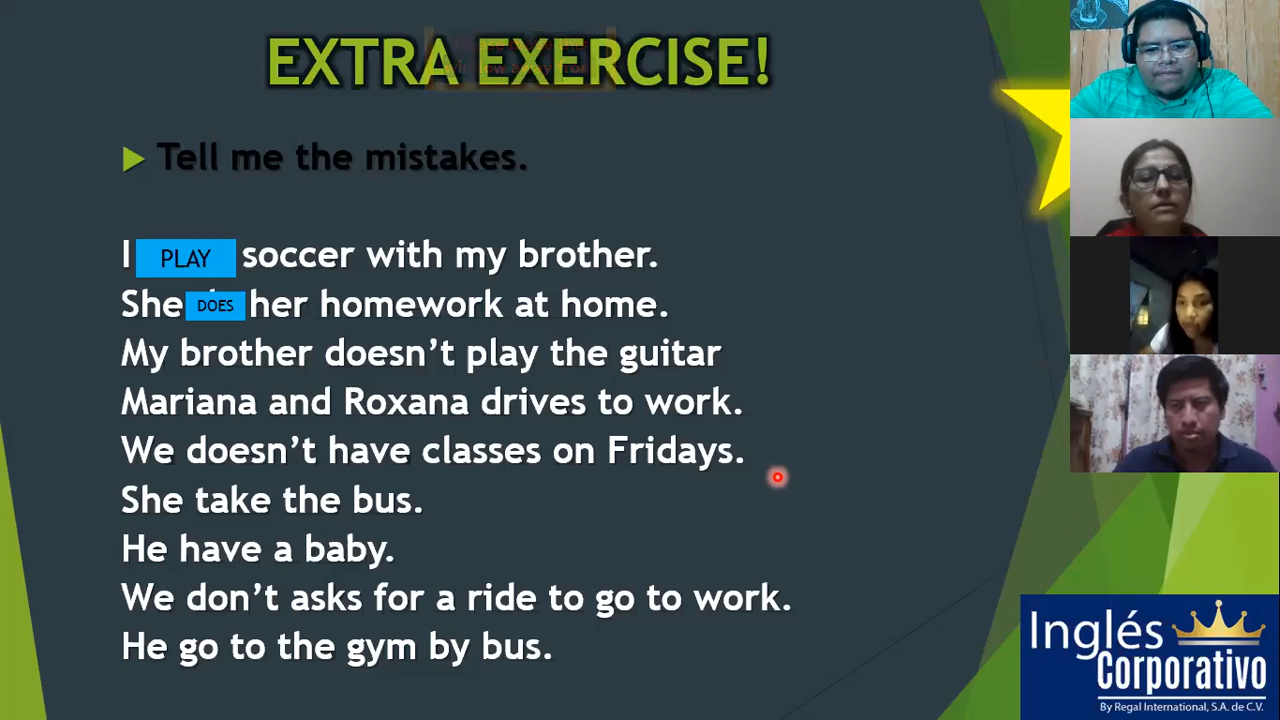 EXTRA EXERCISE!
Tell me the mistakes.
I PLAY soccer with my brother.
She DOES her homework at home.
My brother doesn’t play the guitar
Mariana and Roxana drives to work.
We doesn’t have classes on Fridays.
She take the bus.
He have a baby.
We don’t asks for a ride to go to work.
He go to the gym by bus.
Inglés
Corporativo
By Regal International, S.A. de C.V.